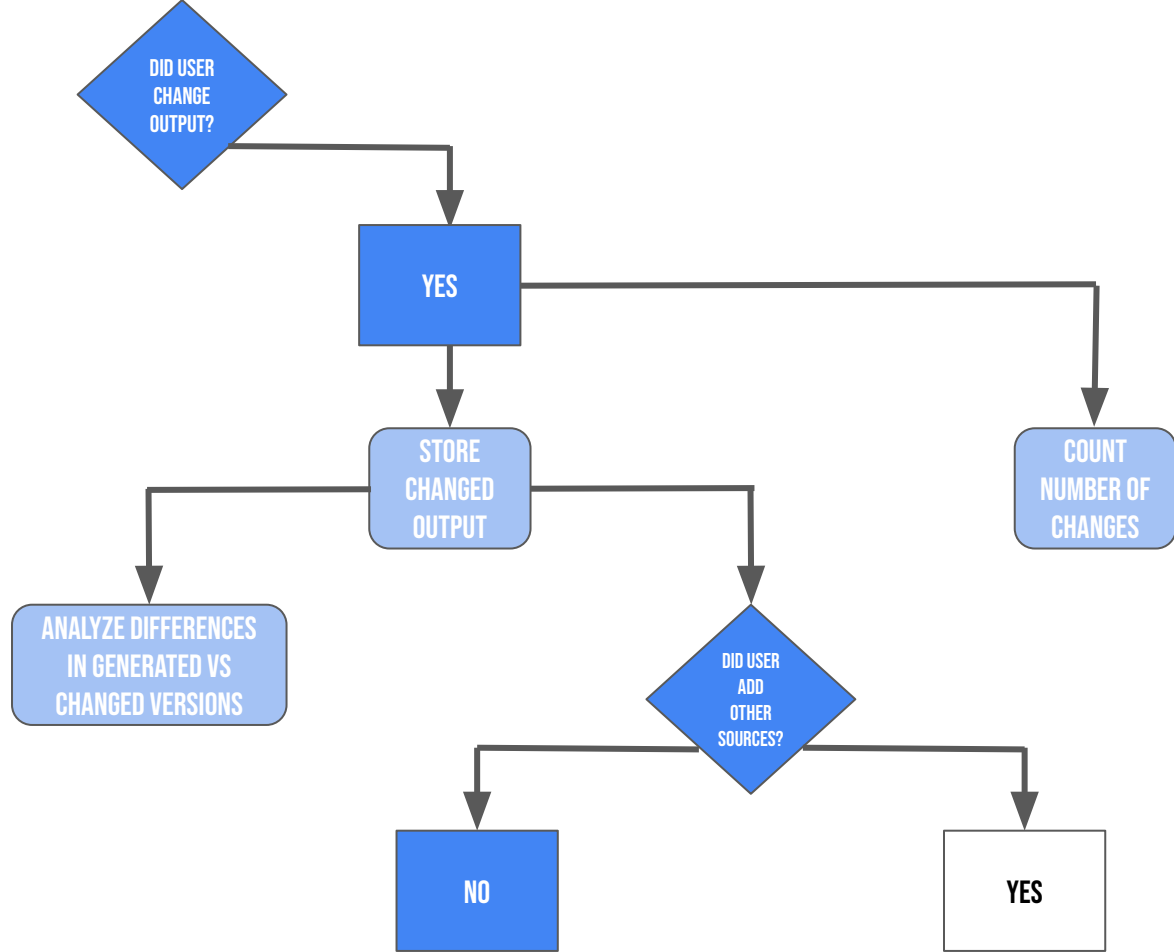 DID USER
CHANGE
OUTPUT?
YES
STORE
CHANGED
OUTPUT
COUNT
NUMBER OF
CHANGES
ANALYZE DIFFERENCES
IN GENERATED VS
CHANGED VERSIONS
DID USER
ADD
OTHER
SOURCES?
NO
YES